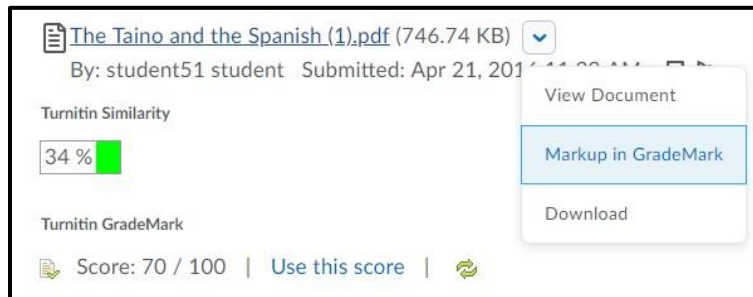 The Taino and the Spanish (1).pdf (746.74 KB)
By: student51 student Submitted: Apr 21,
View Document
Turnitin Similarity
Markup in GradeMark
34 %
Download
Turnitin GradeMark
Score: 70 / 100 | Use this score |